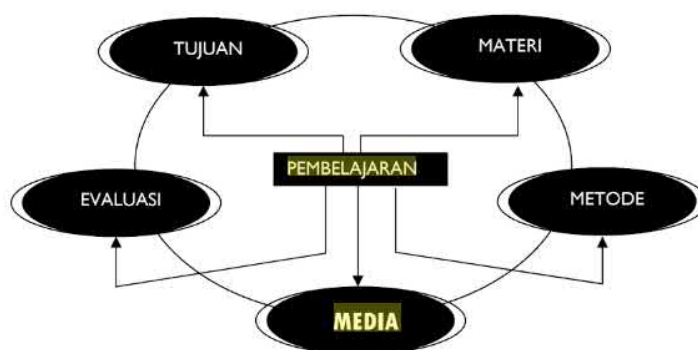 TUJUAN
MATERI
PEMBELAJARAN
EVALUASI
METODE
MEDIA